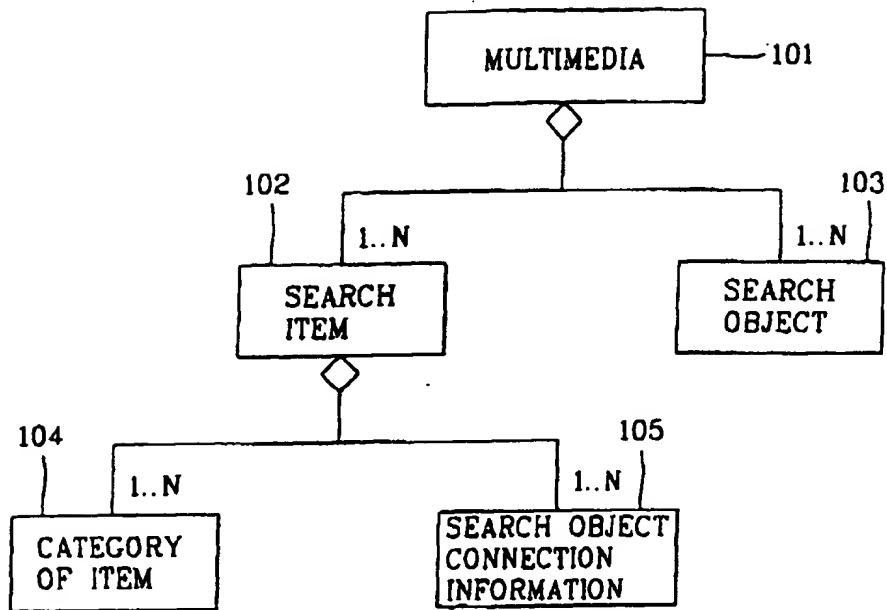 MULTIMEDIA
101
102
103
1..N
1..N
SEARCH
ITEM
SEARCH
OBJECT
104
105
1..N
1..N
CATEGORY
OF ITEM
SEARCH OBJECT
CONNECTION
INFORMATION